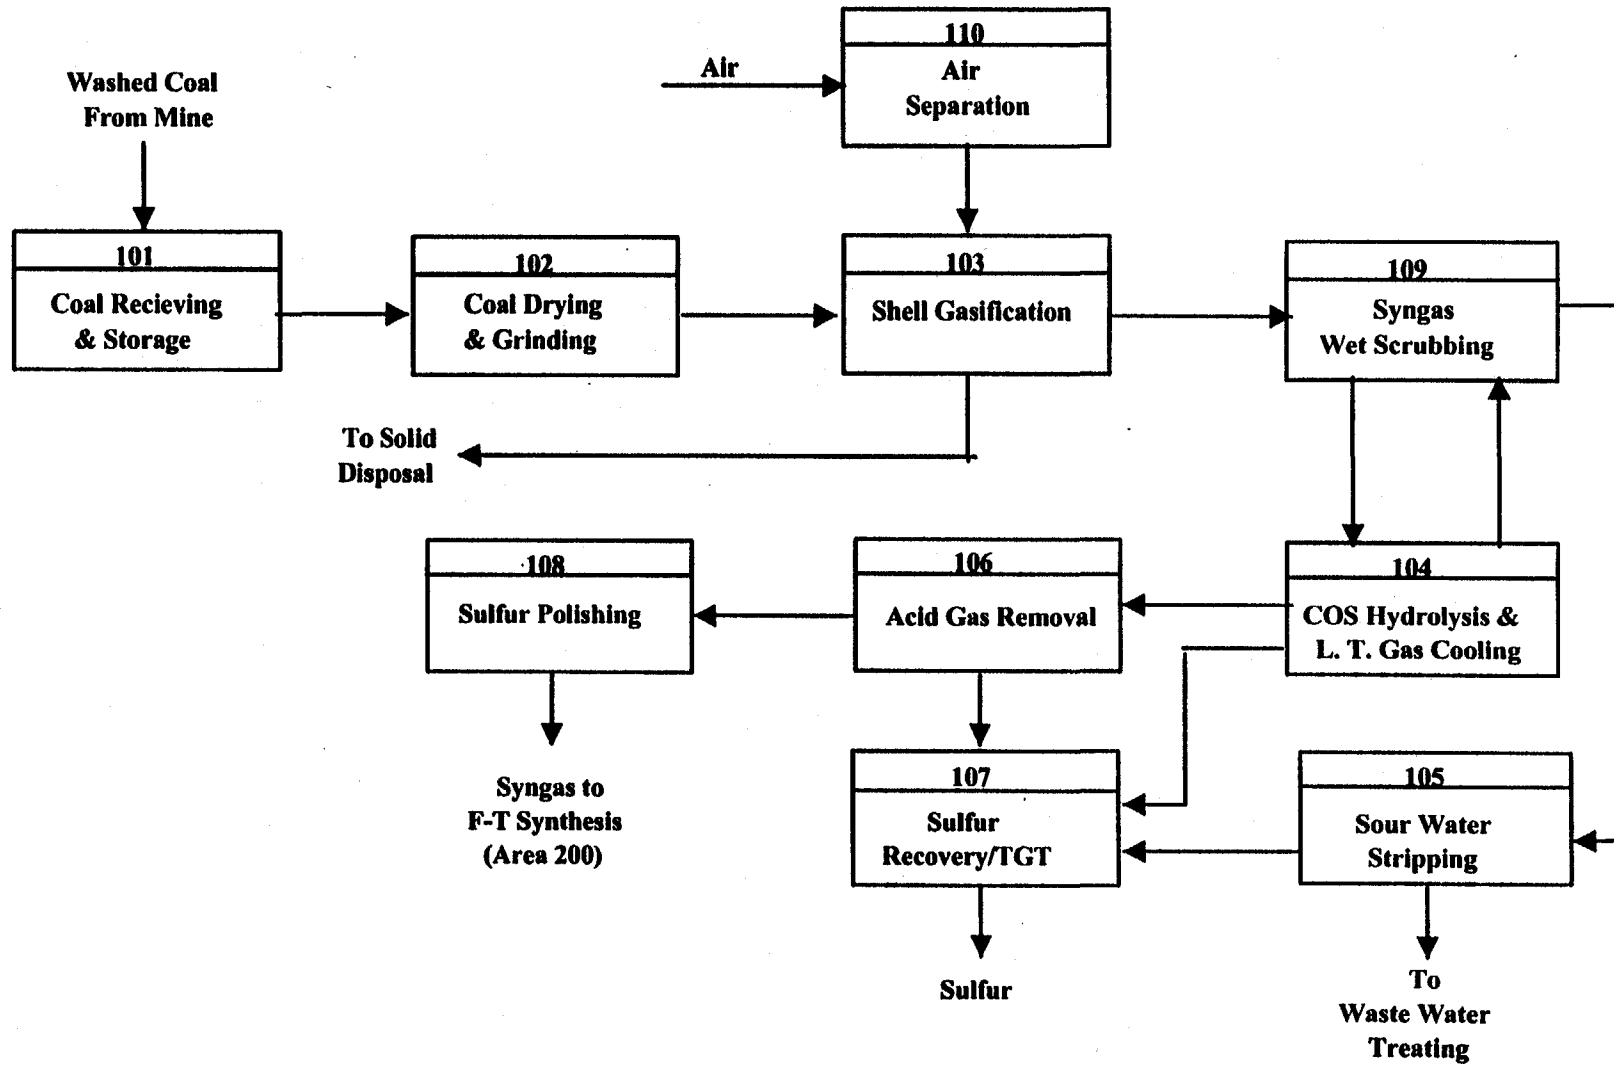 110
Air
Air
Separation
Washed Coal
From Mine
101
Coal Recieving
& Storage
102
Coal Drying
& Grinding
103
Shell Gasification
109
Syngas
Wet Scrubbing
To Solid
Disposal
108
Sulfur Polishing
106
Acid Gas Removal
104
COS Hydrolysis &
L. T. Gas Cooling
Syngas to
F-T Synthesis
(Area 200)
107
Sulfur
Recovery/TGT
105
Sour Water
Stripping
Sulfur
To
Waste Water
Treating